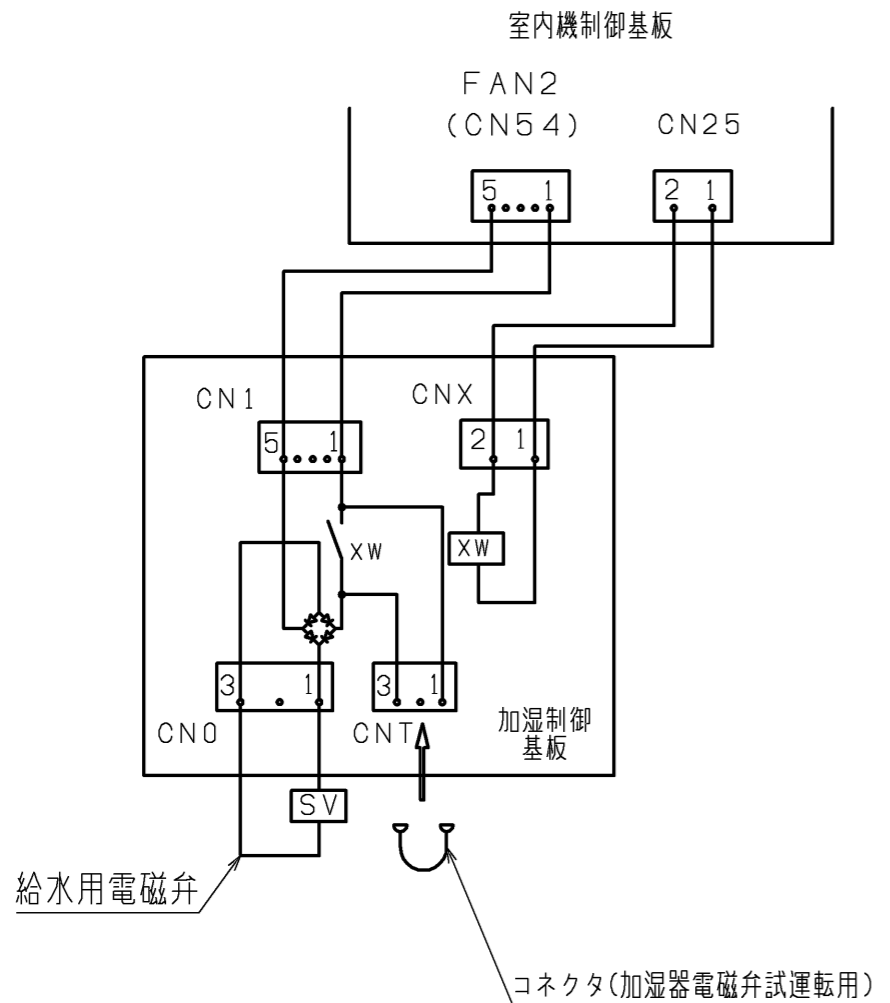 室内機制御基板
FAN2
(CN54)
CN25
5 1
2 1
CN1
CNX
5 1
2 1
XW
XW
3 1
3 1
CNO
CNT
加湿制御
基板
SV
給水用電磁弁
コネクタ(加湿器電磁弁試運転用)